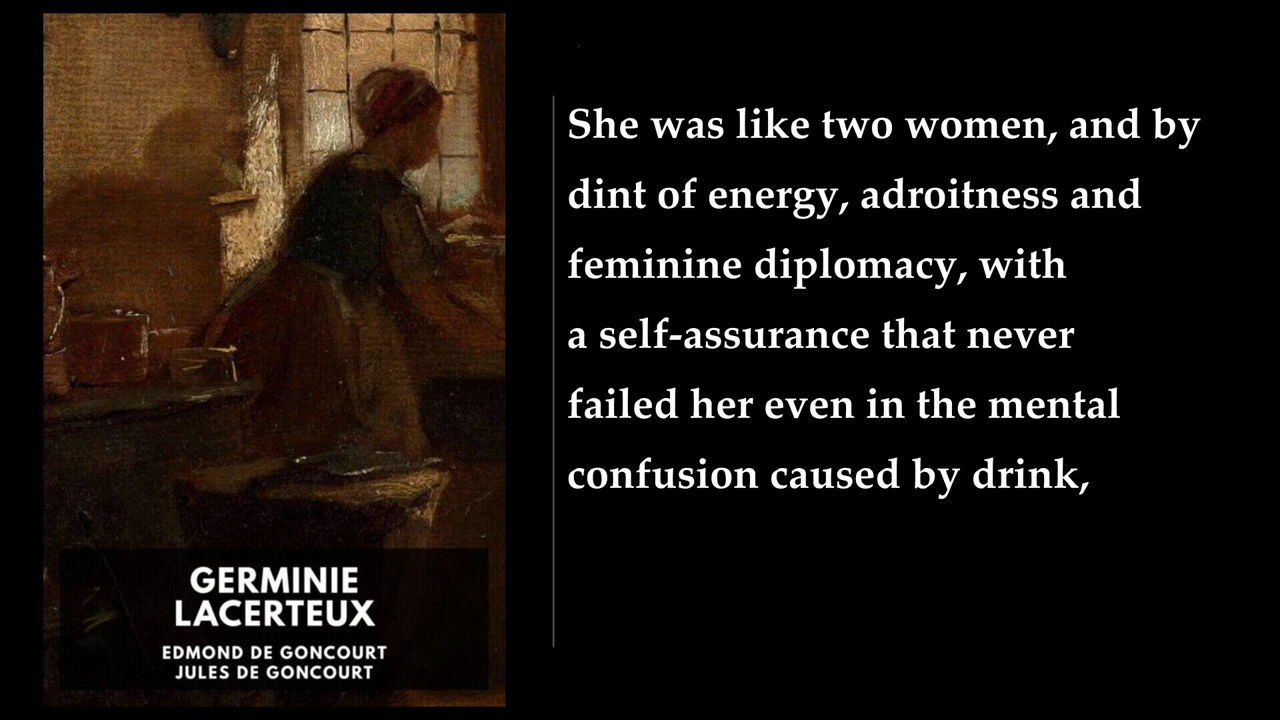 She was like two women, and by
dint of energy, adroitness and
feminine diplomacy, with
a self-assurance that never
failed her even in the mental
confusion caused by drink,
GERMINIE
LACERTEUX
EDMOND DE GONCOURT
JULES DE GONCOURT